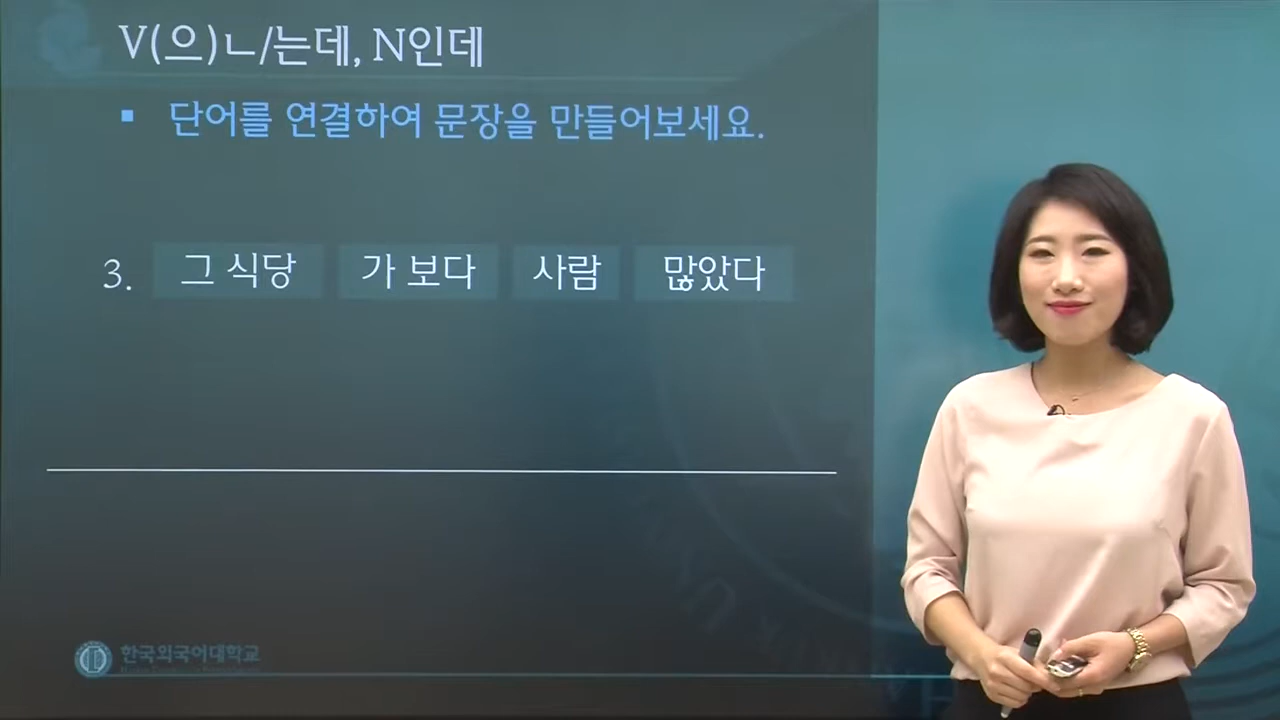 V(으)ㄴ/는데, N인데
▪ 단어를 연결하여 문장을 만들어보세요.
3. 그 식당 가 보다 사람 많았다
한국외국어대학교